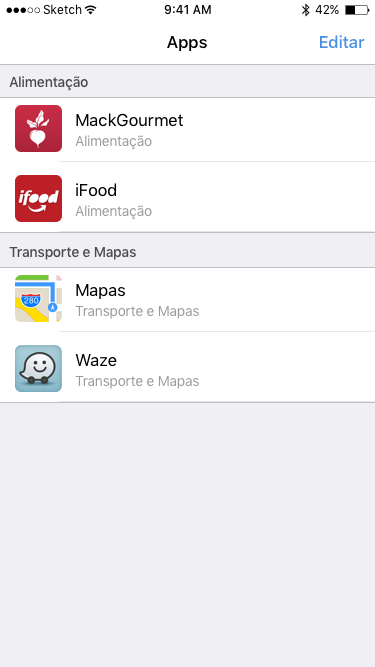 Sketch 9:41 AM 42%
Apps Editar
Alimentação
MackGourmet
Alimentação
ifood
iFood
Alimentação
Transporte e Mapas
280
Mapas
Transporte e Mapas
Waze
Transporte e Mapas